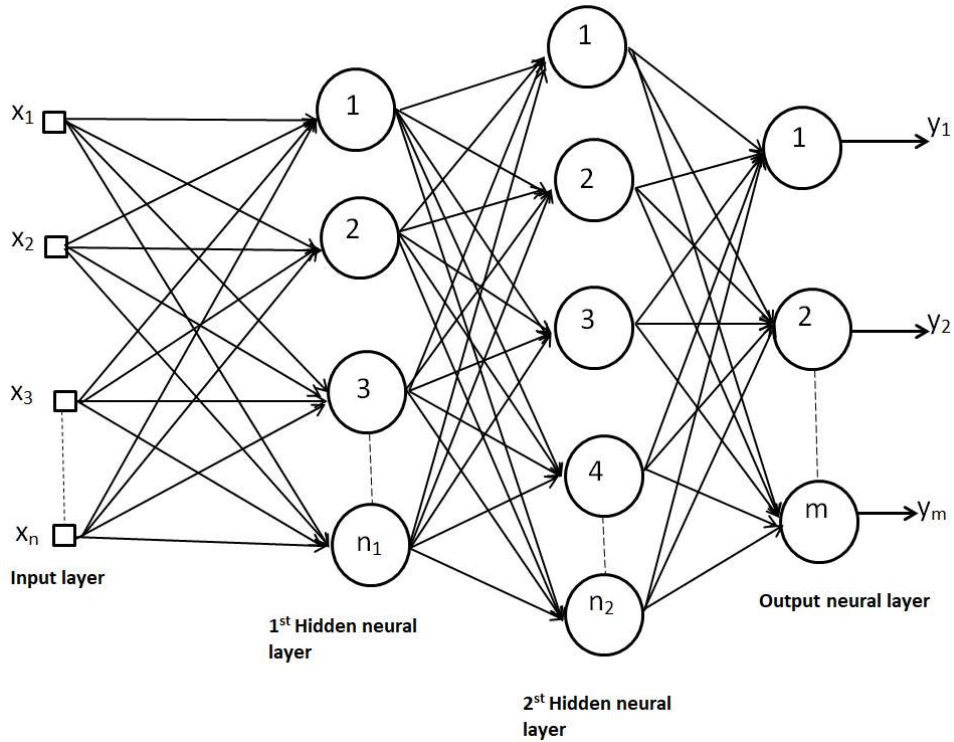 x1
x2
x3
xn
Input layer
1
2
3
n1
1st Hidden neural
layer
1
2
3
4
n2
2st Hidden neural
layer
1
2
m
Output neural layer
y1
y2
ym